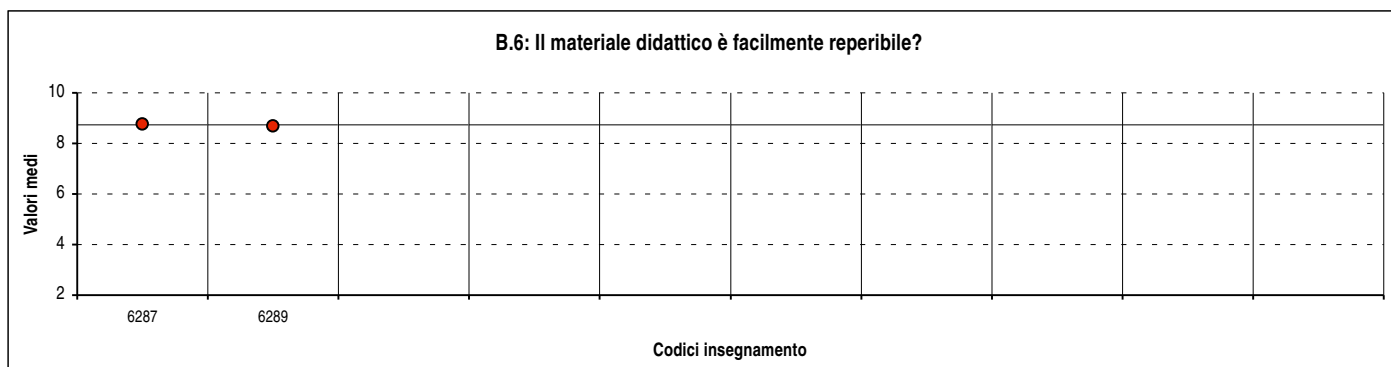 B.6: Il materiale didattico è facilmente reperibile?
10
8
6
4
2
Valori medi
6287 6289
Codici insegnamento